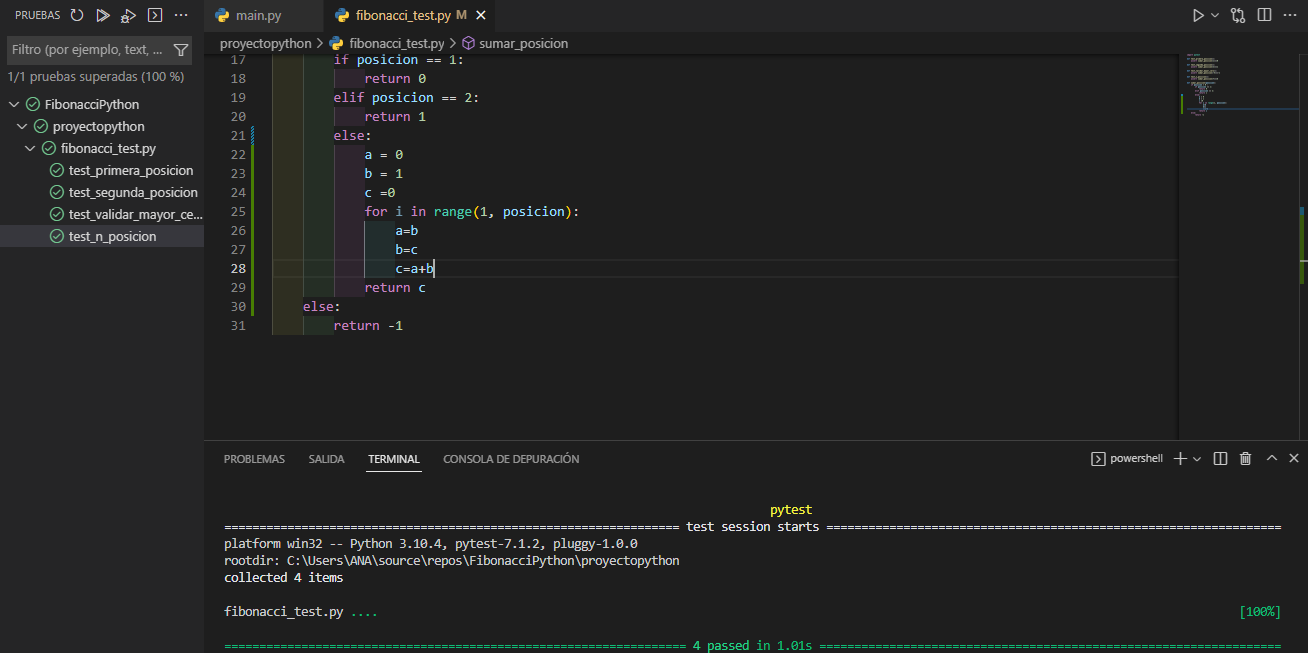 PRUEBAS
main.py
fibonacci_test.py M
Filtro (por ejemplo, text, ...
1/1 pruebas superadas (100 %)
FibonacciPython
proyectopython
fibonacci_test.py
test_primera_posicion
test_segunda_posicion
test_validar_mayor_ce...
test_n_posicion
proyectopython > fibonacci_test.py > sumar_posicion
17 if posicion == 1:
18 return 0
19 elif posicion == 2:
20 return 1
21 else:
22 a = 0
23 b = 1
24 c =0
25 for i in range(1, posicion):
26 a=b
27 b=c
28 c=a+b
29 return c
30 else:
31 return -1
PROBLEMAS SALIDA TERMINAL CONSOLA DE DEPURACIÓN
powershell
pytest
================ test session starts ================
platform win32 -- Python 3.10.4, pytest-7.1.2, pluggy-1.0.0
rootdir: C:\Users\ANA\source\repos\FibonacciPython\proyectopython
collected 4 items
fibonacci_test.py .... [100%]
================ 4 passed in 1.01s ================